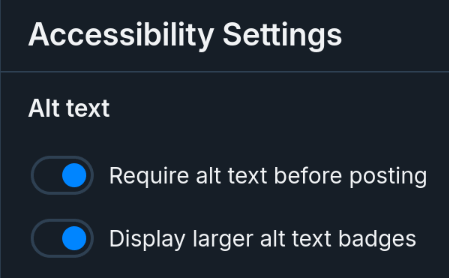 Accessibility Settings
Alt text
Require alt text before posting
Display larger alt text badges